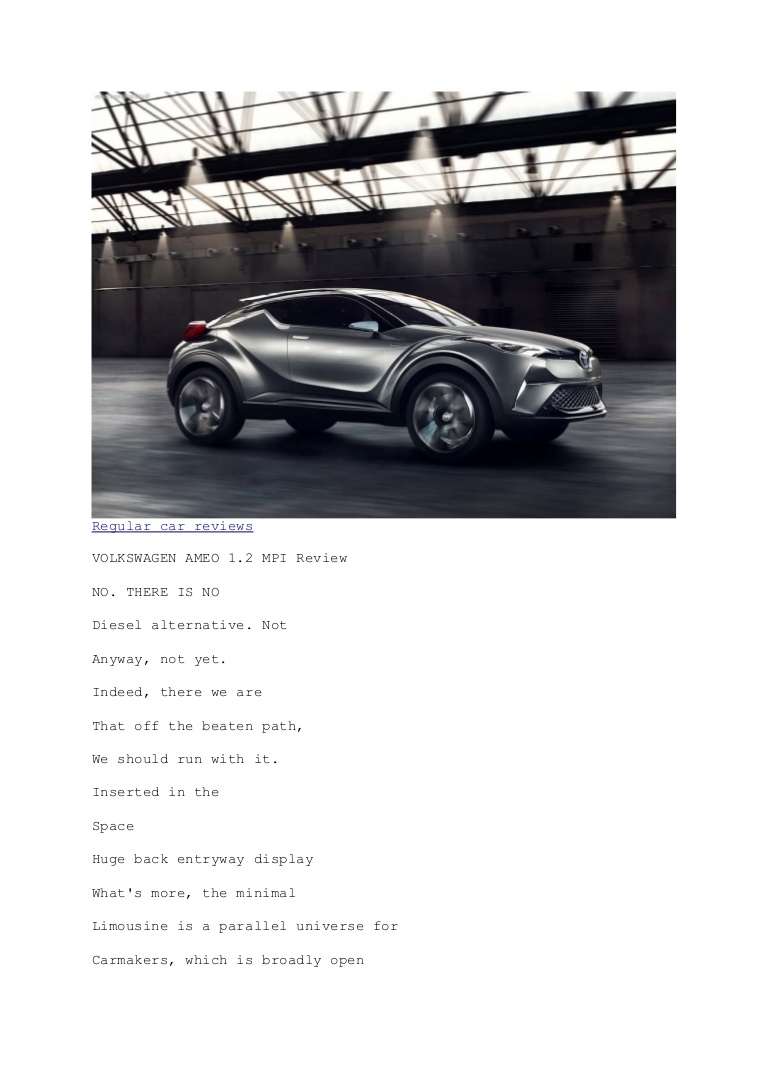 Regular car reviews
VOLKSWAGEN AMEO 1.2 MPI Review
NO. THERE IS NO
Diesel alternative. Not
Anyway, not yet.
Indeed, there we are
That off the beaten path,
We should run with it.
Inserted in the
Space
Huge back entryway display
What's more, the minimal
Limousine is a parallel universe for
Carmakers, which is broadly open